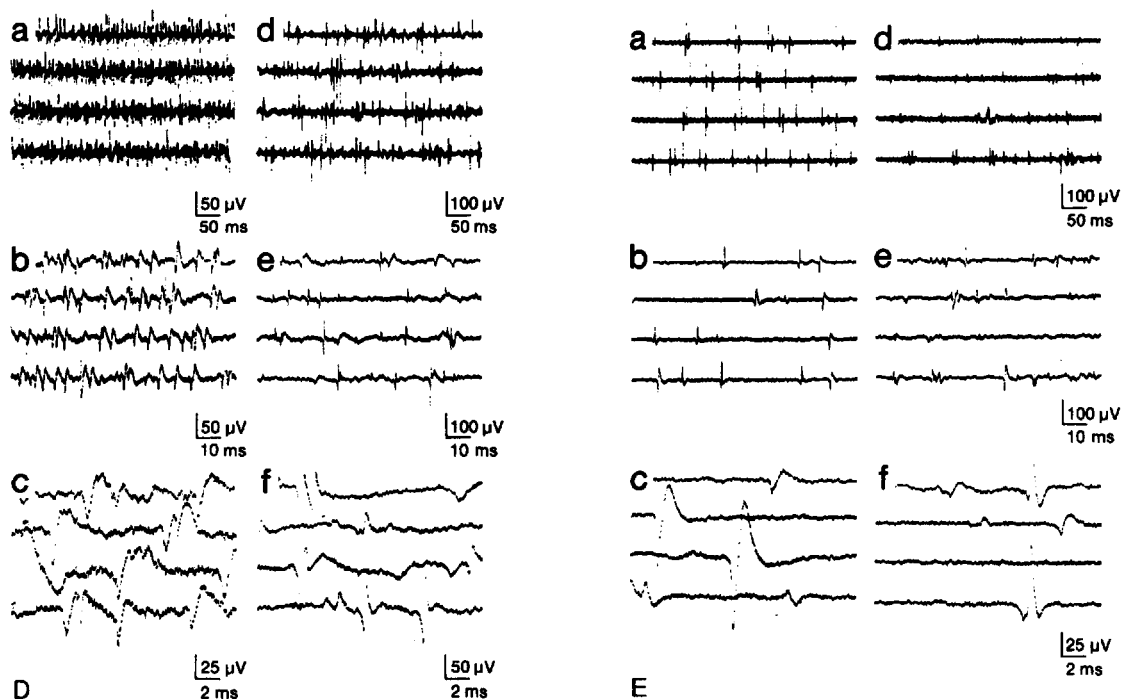 a d a d
50 µV 100 µV 100 µV
50 ms 50 ms 50 ms
b e b e
50 µV 100 µV 100 µV
10 ms 10 ms 10 ms
c f c f
25 µV 50 µV 25 µV
2 ms 2 ms 2 ms
D E